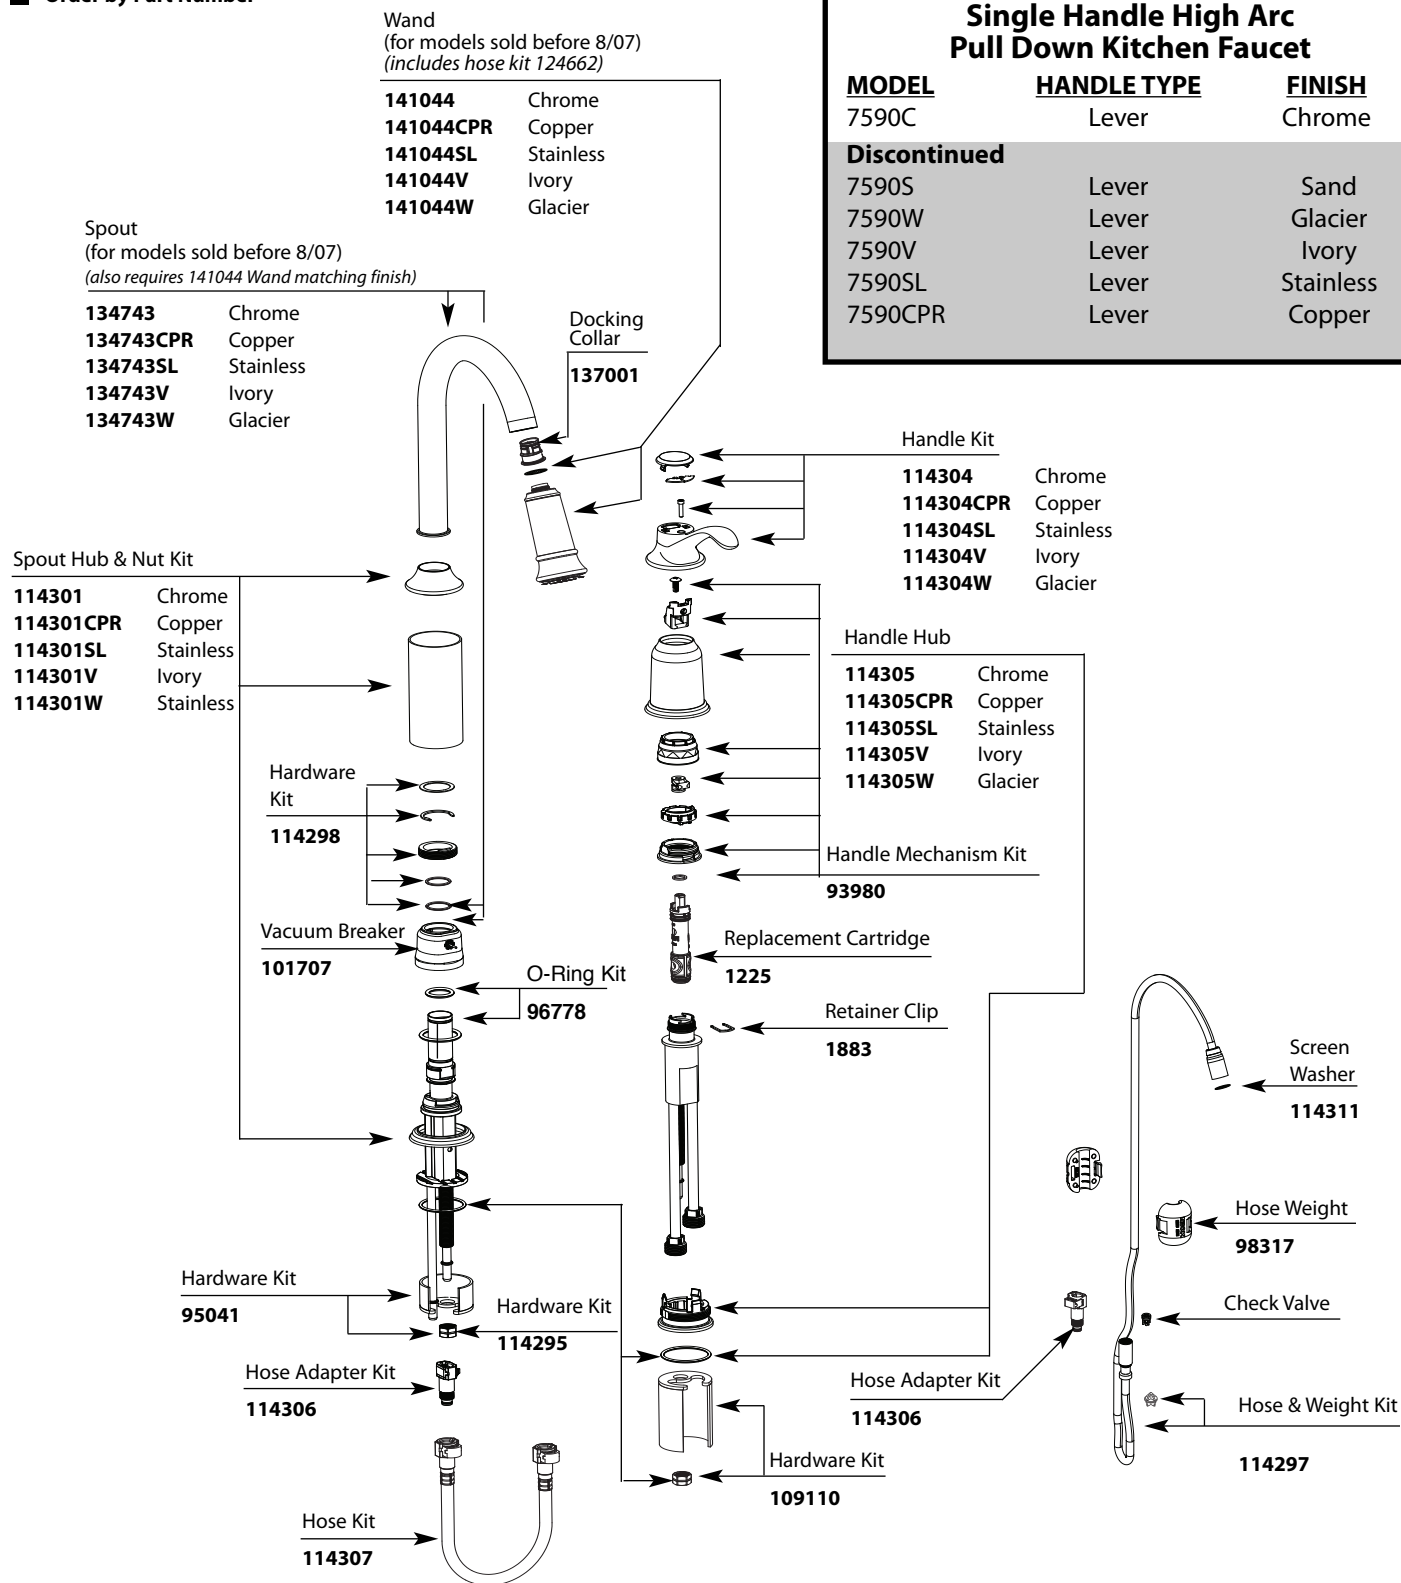 Order by Part Number
Wand
(for models sold before 8/07)
(includes hose kit 124662)
141044 Chrome
141044CPR Copper
141044SL Stainless
141044V Ivory
141044W Glacier
Single Handle High Arc
Pull Down Kitchen Faucet
MODEL HANDLE TYPE FINISH
7590C Lever Chrome
Discontinued
7590S Lever Sand
7590W Lever Glacier
7590V Lever Ivory
7590SL Lever Stainless
7590CPR Lever Copper
Spout
(for models sold before 8/07)
(also requires 141044 Wand matching finish)
134743 Chrome
134743CPR Copper
134743SL Stainless
134743V Ivory
134743W Glacier
Docking
Collar
137001
Handle Kit
114304 Chrome
114304CPR Copper
114304SL Stainless
114304V Ivory
114304W Glacier
Spout Hub & Nut Kit
114301 Chrome
114301CPR Copper
114301SL Stainless
114301V Ivory
114301W Stainless
Handle Hub
114305 Chrome
114305CPR Copper
114305SL Stainless
114305V Ivory
114305W Glacier
Hardware
Kit
114298
Handle Mechanism Kit
93980
Vacuum Breaker
101707
Replacement Cartridge
1225
O-Ring Kit
96778
Retainer Clip
1883
Screen
Washer
114311
Hose Weight
98317
Hardware Kit
95041
Hardware Kit
114295
Check Valve
Hose Adapter Kit
114306
Hose Adapter Kit
114306
Hose & Weight Kit
114297
Hardware Kit
109110
Hose Kit
114307